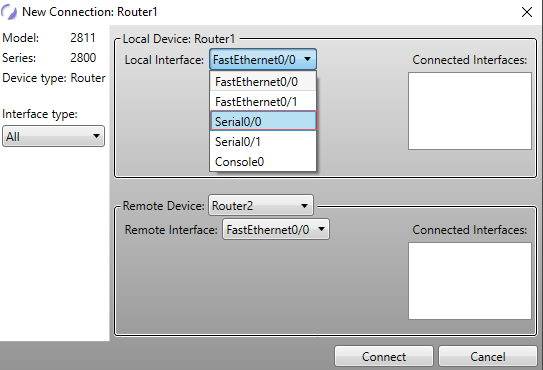 New Connection: Router1
Model: 2811
Series: 2800
Device type: Router
Interface type:
All
Local Device: Router1
Local Interface: FastEthernet0/0
Connected Interfaces:
FastEthernet0/0
FastEthernet0/1
Serial0/0
Serial0/1
Console0
Remote Device: Router2
Remote Interface: FastEthernet0/0
Connected Interfaces:
Connect
Cancel